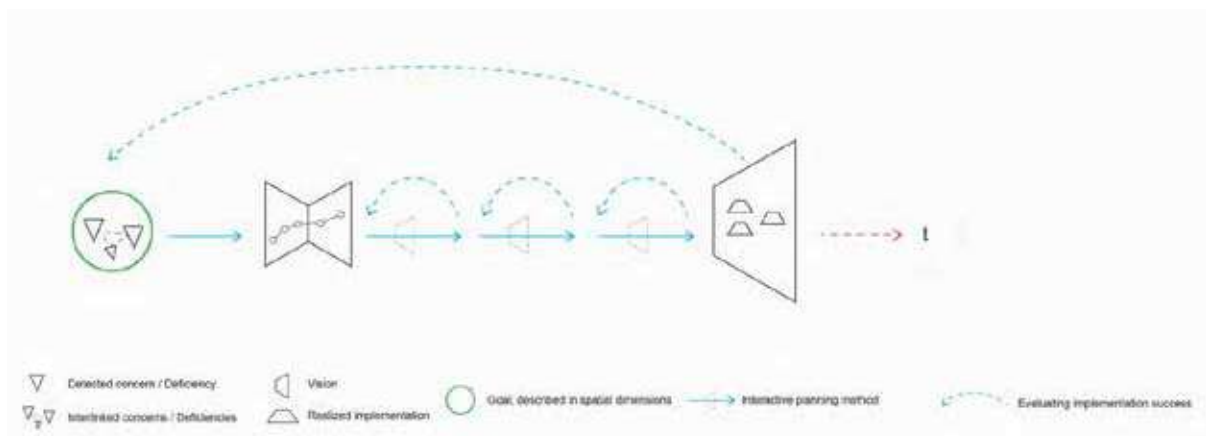 t
Detected concern / Deficiency
Vision
Goal, described in spatial dimensions
Interactive planning method
Evaluating implementation success
Interlinked concerns / Deficiencies
Realized implementation